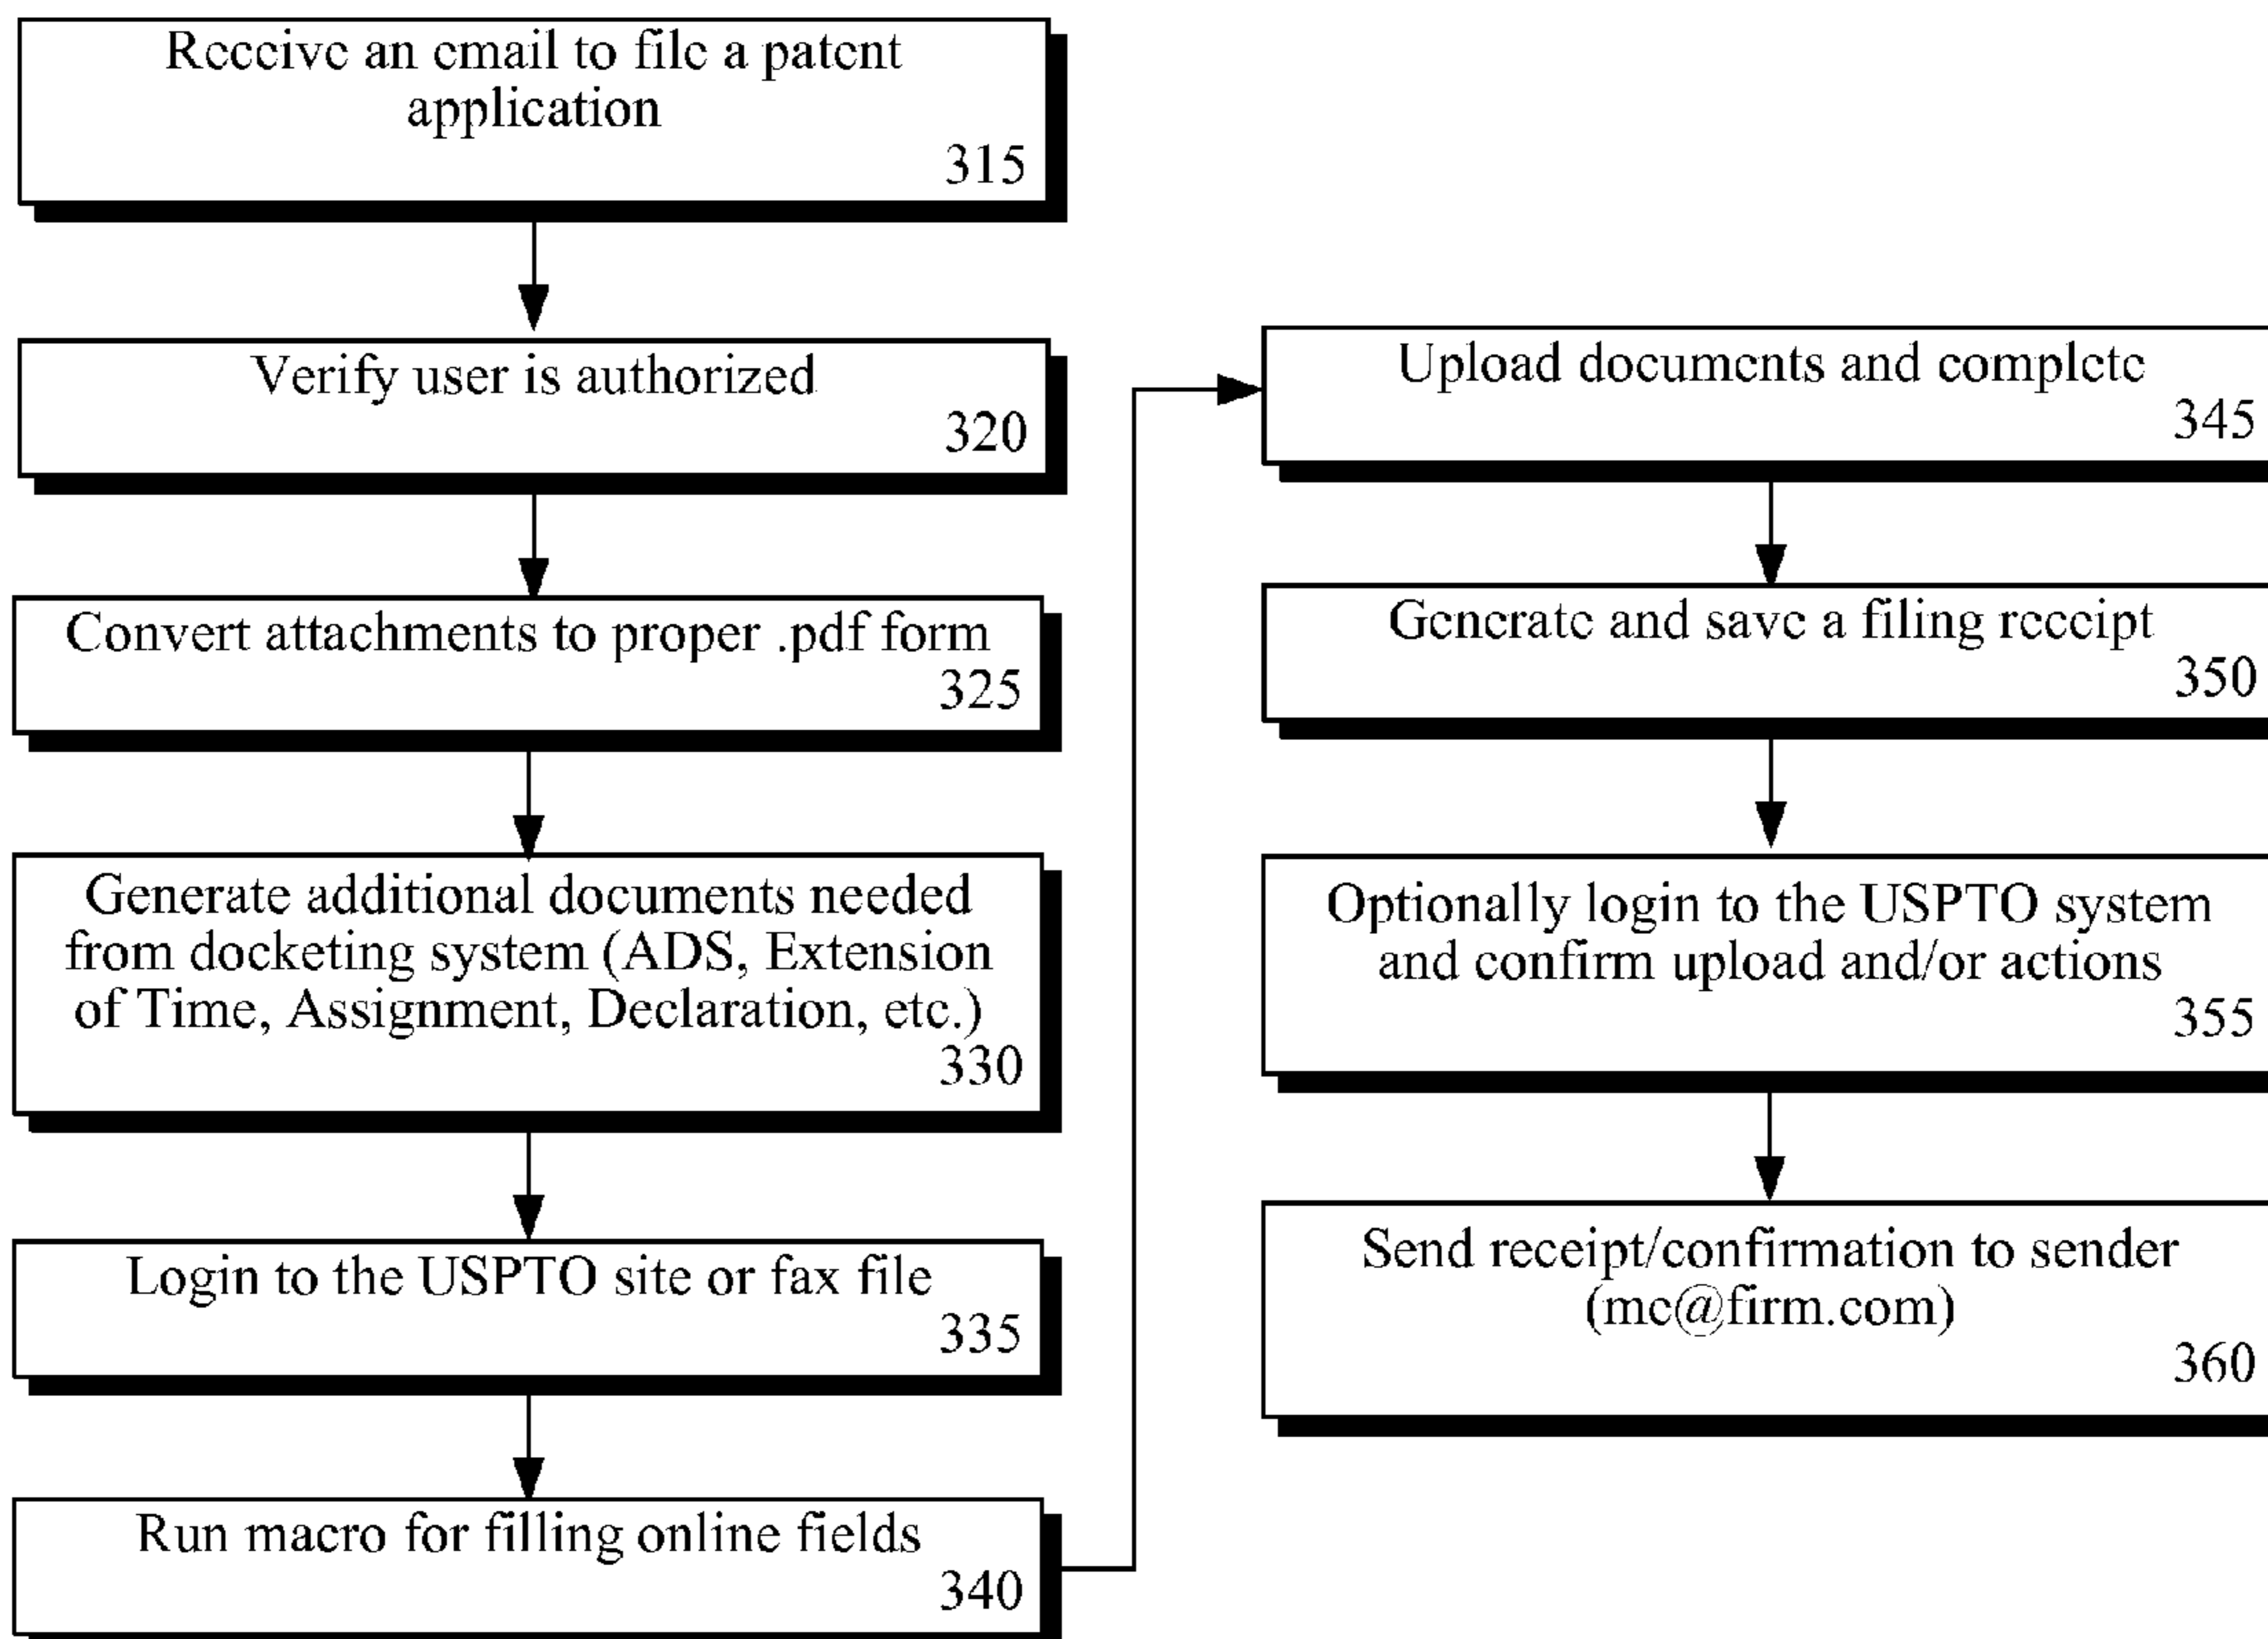 Receive an email to file a patent
application
315
Verify user is authorized
320
Convert attachments to proper .pdf form
325
Generate additional documents needed
from docketing system (ADS, Extension
of Time, Assignment, Declaration, etc.)
330
Login to the USPTO site or fax file
335
Run macro for filling online fields
340
Upload documents and complete
345
Generate and save a filing receipt
350
Optionally login to the USPTO system
and confirm upload and/or actions
355
Send receipt/confirmation to sender
(mc@firm.com)
360